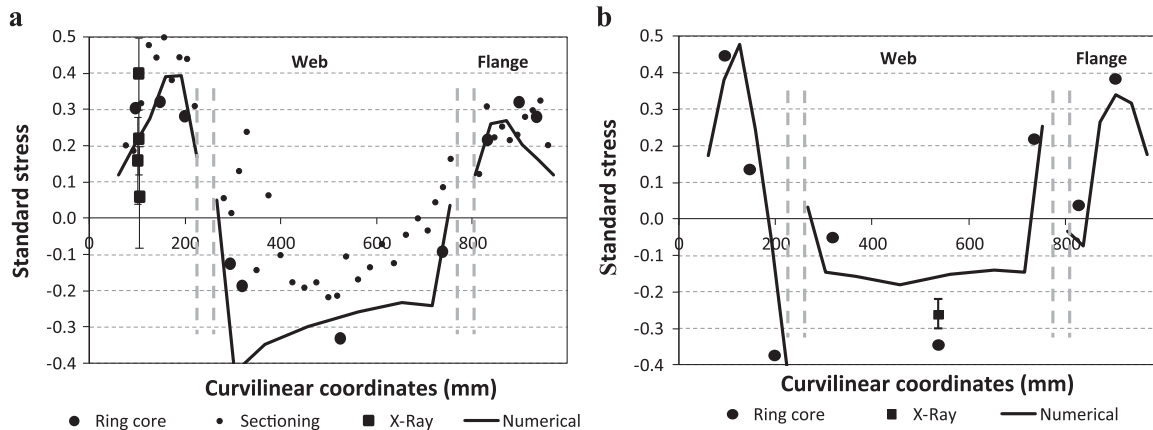 a
0.5
0.4
0.3
0.2
0.1
0.0
-0.1
-0.2
-0.3
-0.4
Standard stress
Web
Flange
0 200 400 600 800
Curvilinear coordinates (mm)
Ring core Sectioning X-Ray Numerical
b
0.5
0.4
0.3
0.2
0.1
0.0
-0.1
-0.2
-0.3
-0.4
Standard stress
Web
Flange
0 200 400 600 800
Curvilinear coordinates (mm)
Ring core X-Ray Numerical